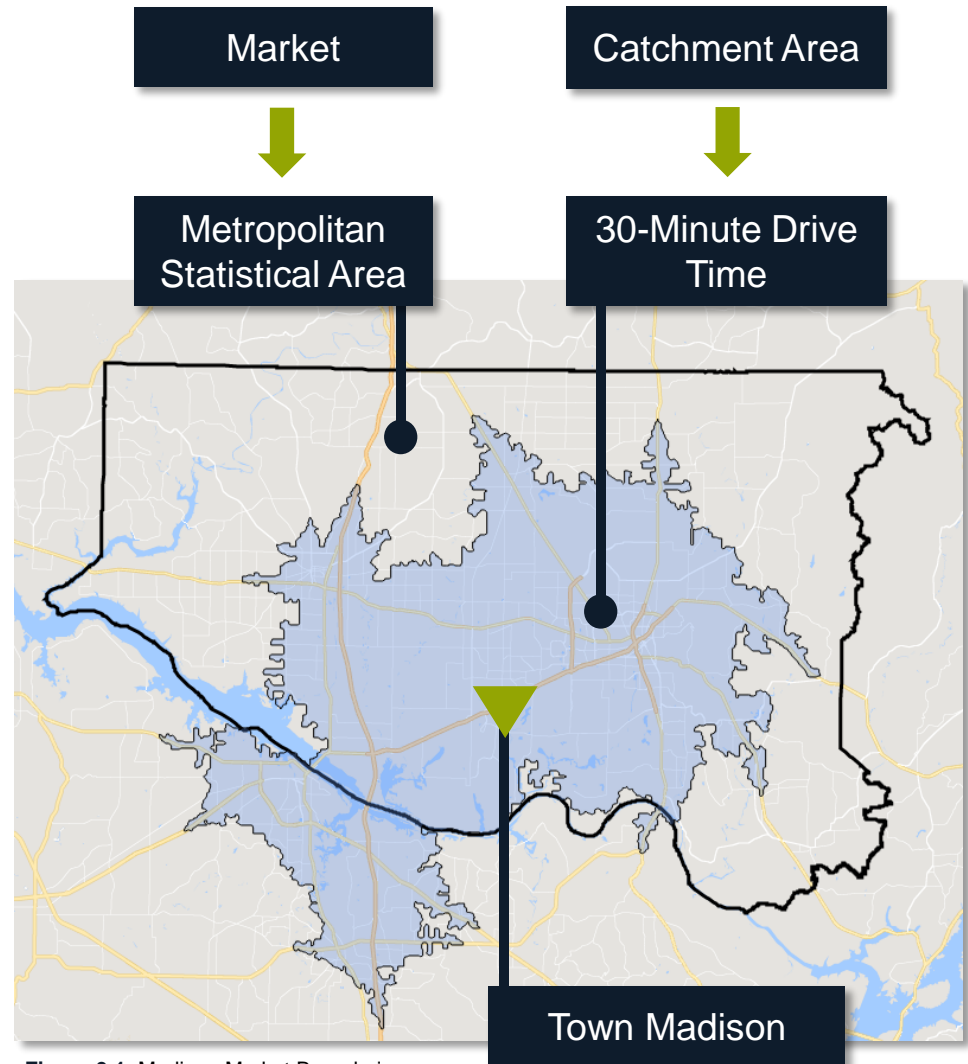 Market
Catchment Area
Metropolitan
Statistical Area
30-Minute Drive
Time
Town Madison